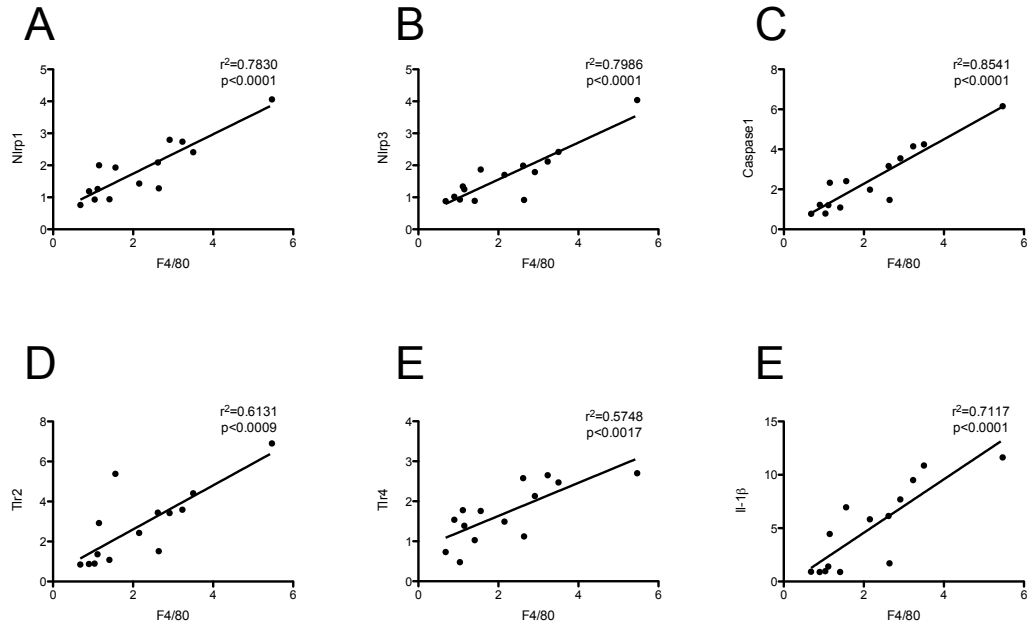 A
r²=0.7830
p<0.0001
5
4
3
2
1
0
Nlrp1
0 2 4 6
F4/80
B
r²=0.7986
p<0.0001
5
4
3
2
1
0
Nlrp3
0 2 4 6
F4/80
C
r²=0.8541
p<0.0001
8
6
4
2
0
Caspase1
0 2 4 6
F4/80
D
r²=0.6131
p<0.0009
8
6
4
2
0
Tlr2
0 2 4 6
F4/80
E
r²=0.5748
p<0.0017
4
3
2
1
0
Tlr4
0 2 4 6
F4/80
E
r²=0.7117
p<0.0001
15
10
5
0
Il-1β
0 2 4 6
F4/80